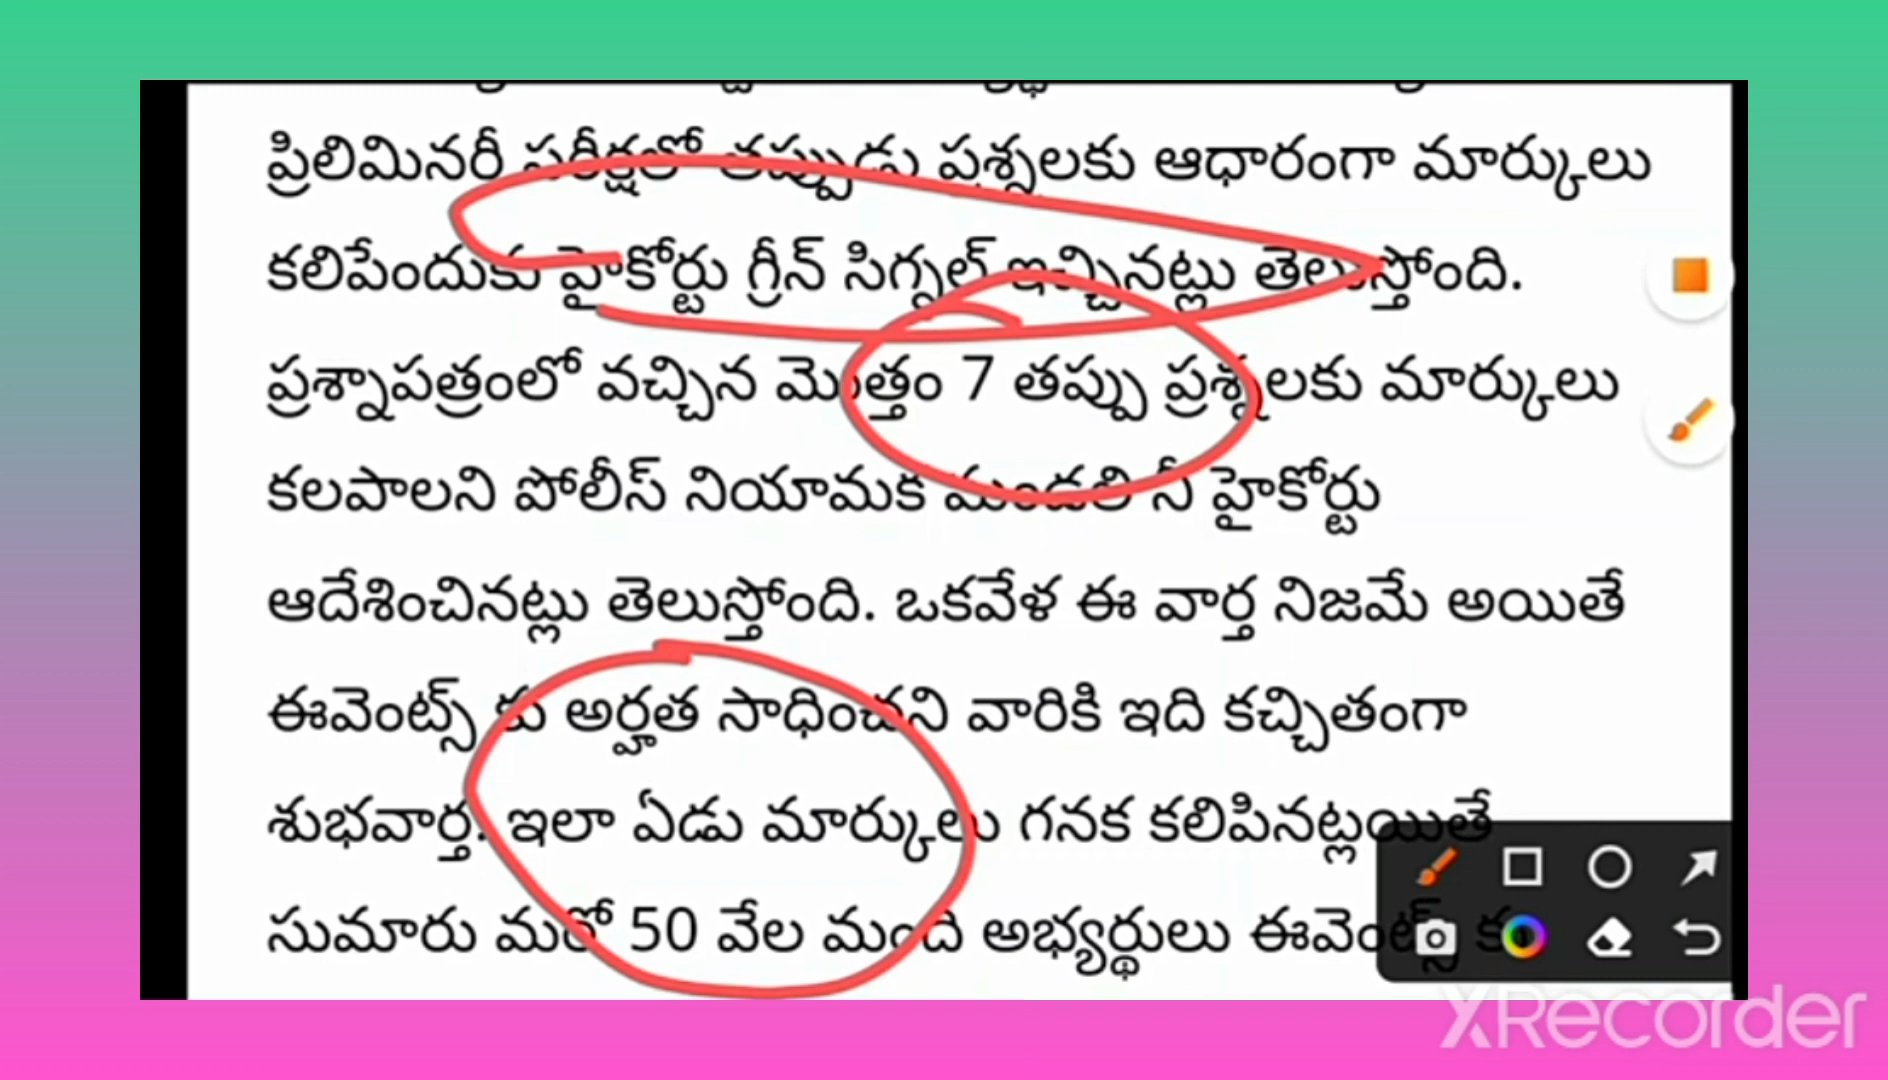 ప్రిలిమినరీ పరీక్షలో తప్పుడు ప్రశ్నలకు ఆధారంగా మార్కులు
కలిపేందుకు హైకోర్టు గ్రీన్ సిగ్నల్ ఇచ్చినట్లు తెలుస్తోంది.
ప్రశ్నాపత్రంలో వచ్చిన మొత్తం 7 తప్పు ప్రశ్నలకు మార్కులు
కలపాలని పోలీస్ నియామక మండలి నీ హైకోర్టు
ఆదేశించినట్లు తెలుస్తోంది. ఒకవేళ ఈ వార్త నిజమే అయితే
ఈవెంట్స్ కు అర్హత సాధించని వారికి ఇది కచ్చితంగా
శుభవార్త. ఇలా ఏడు మార్కులు గనక కలిపినట్లయితే
సుమారు మరో 50 వేల మంది అభ్యర్థులు ఈవెంట్స్ కు
XRecorder